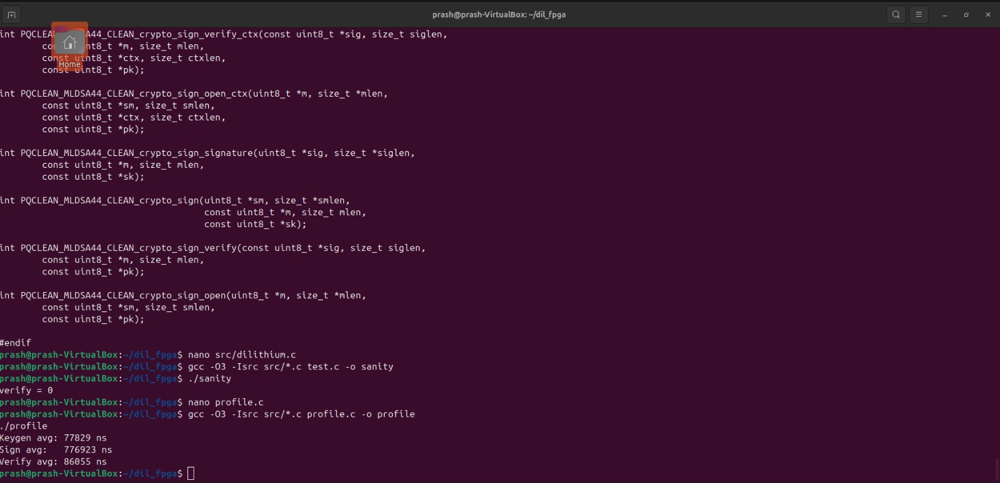 prash@prash-VirtualBox: ~/dil_fpga
int PQCLEAN_MLDSA44_CLEAN_crypto_sign_verify_ctx(const uint8_t *sig, size_t siglen,
const uint8_t *m, size_t mlen,
const uint8_t *ctx, size_t ctxlen,
Home
const uint8_t *pk);
int PQCLEAN_MLDSA44_CLEAN_crypto_sign_open_ctx(uint8_t *m, size_t *mlen,
const uint8_t *sm, size_t smlen,
const uint8_t *ctx, size_t ctxlen,
const uint8_t *pk);
int PQCLEAN_MLDSA44_CLEAN_crypto_sign_signature(uint8_t *sig, size_t *siglen,
const uint8_t *m, size_t mlen,
const uint8_t *sk);
int PQCLEAN_MLDSA44_CLEAN_crypto_sign(uint8_t *sm, size_t *smlen,
const uint8_t *m, size_t mlen,
const uint8_t *sk);
int PQCLEAN_MLDSA44_CLEAN_crypto_sign_verify(const uint8_t *sig, size_t siglen,
const uint8_t *m, size_t mlen,
const uint8_t *pk);
int PQCLEAN_MLDSA44_CLEAN_crypto_sign_open(uint8_t *m, size_t *mlen,
const uint8_t *sm, size_t smlen,
const uint8_t *pk);
#endif
prash@prash-VirtualBox:~/dil_fpga$ nano src/dilithium.c
prash@prash-VirtualBox:~/dil_fpga$ gcc -O3 -Isrc src/*.c test.c -o sanity
prash@prash-VirtualBox:~/dil_fpga$ ./sanity
verify = 0
prash@prash-VirtualBox:~/dil_fpga$ nano profile.c
prash@prash-VirtualBox:~/dil_fpga$ gcc -O3 -Isrc src/*.c profile.c -o profile
./profile
Keygen avg: 77829 ns
Sign avg:   776923 ns
Verify avg: 86055 ns
prash@prash-VirtualBox:~/dil_fpga$